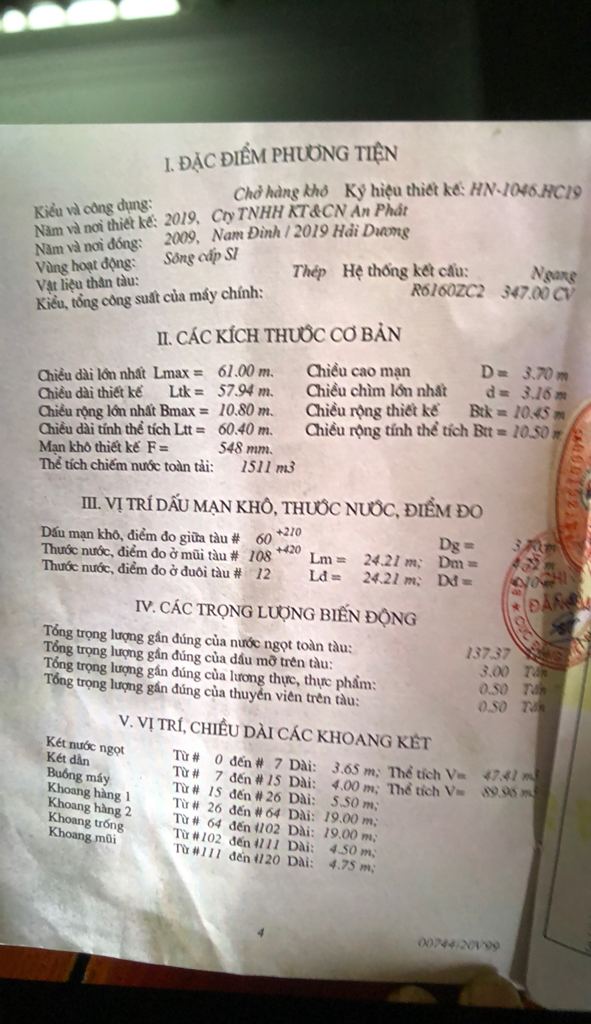 I. ĐẶC ĐIỂM PHƯƠNG TIỆN
Kiểu và công dụng: Chở hàng khô Ký hiệu thiết kế: HN-1046.HC19
Năm và nơi thiết kế: 2019, Cty TNHH KT&CN An Phát
Năm và nơi đóng: 2009, Nam Đinh / 2019 Hải Dương
Vùng hoạt động: Sông cấp SI
Vật liệu thân tàu: Thép Hệ thống kết cấu: Ngang
Kiểu, tổng công suất của máy chính: R6160ZC2 347.00 CV
II. CÁC KÍCH THƯỚC CƠ BẢN
Chiều dài lớn nhất Lmax = 61.00 m. Chiều cao mạn D = 3.70 m
Chiều dài thiết kế Ltk = 57.94 m. Chiều chìm lớn nhất d = 3.16 m
Chiều rộng lớn nhất Bmax = 10.80 m. Chiều rộng thiết kế Btk = 10.45 m
Chiều dài tính thể tích Ltt = 60.40 m. Chiều rộng tính thể tích Btt = 10.50 m
Mạn khô thiết kế F = 548 mm.
Thể tích chiếm nước toàn tải: 1511 m3
III. VỊ TRÍ DẤU MẠN KHÔ, THƯỚC NƯỚC, ĐIỂM ĐO
Dấu mạn khô, điểm đo giữa tàu # 60 +210 Dg =
Thước nước, điểm đo ở mũi tàu # 108 +420 Lm = 24.21 m; Dm =
Thước nước, điểm đo ở đuôi tàu # 12 Lđ = 24.21 m; Dđ =
IV. CÁC TRỌNG LƯỢNG BIẾN ĐỘNG
Tổng trọng lượng gần đúng của nước ngọt toàn tàu: 137.37
Tổng trọng lượng gần đúng của dầu mỡ trên tàu: 3.00 Tấn
Tổng trọng lượng gần đúng của lương thực, thực phẩm: 0.50 Tấn
Tổng trọng lượng gần đúng của thuyền viên trên tàu: 0.50 Tấn
V. VỊ TRÍ, CHIỀU DÀI CÁC KHOANG KÉT
Két nước ngọt Từ # 0 đến # 7 Dài: 3.65 m; Thể tích V= 47.41 m3
Két dằn Từ # 7 đến # 15 Dài: 4.00 m; Thể tích V= 89.96 m3
Buồng máy Từ # 15 đến # 26 Dài: 5.50 m;
Khoang hàng 1 Từ # 26 đến # 64 Dài: 19.00 m;
Khoang hàng 2 Từ # 64 đến #102 Dài: 19.00 m;
Khoang trống Từ #102 đến #111 Dài: 4.50 m;
Khoang mũi Từ #111 đến #120 Dài: 4.75 m;
4
00744/20V99